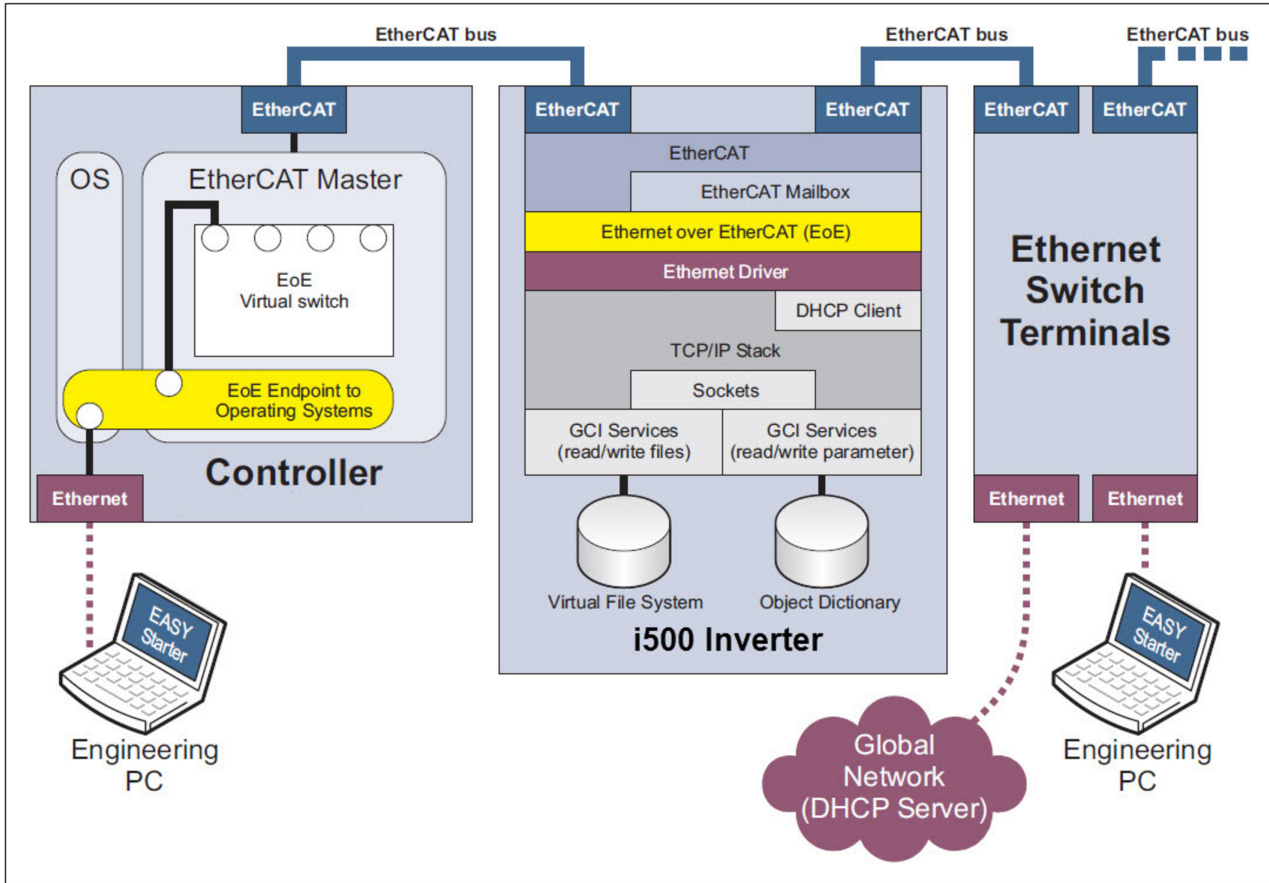 EtherCAT bus
EtherCAT bus
EtherCAT bus
EtherCAT
OS
EtherCAT Master
EoE
Virtual switch
EoE Endpoint to
Operating Systems
Controller
Ethernet
EASY
Starter
Engineering
PC
EtherCAT
EtherCAT
EtherCAT
EtherCAT Mailbox
Ethernet over EtherCAT (EoE)
Ethernet Driver
DHCP Client
TCP/IP Stack
Sockets
GCI Services
(read/write files)
GCI Services
(read/write parameter)
Virtual File System
Object Dictionary
i500 Inverter
EtherCAT
EtherCAT
Ethernet
Switch
Terminals
Ethernet
Ethernet
Global
Network
(DHCP Server)
EASY
Starter
Engineering
PC